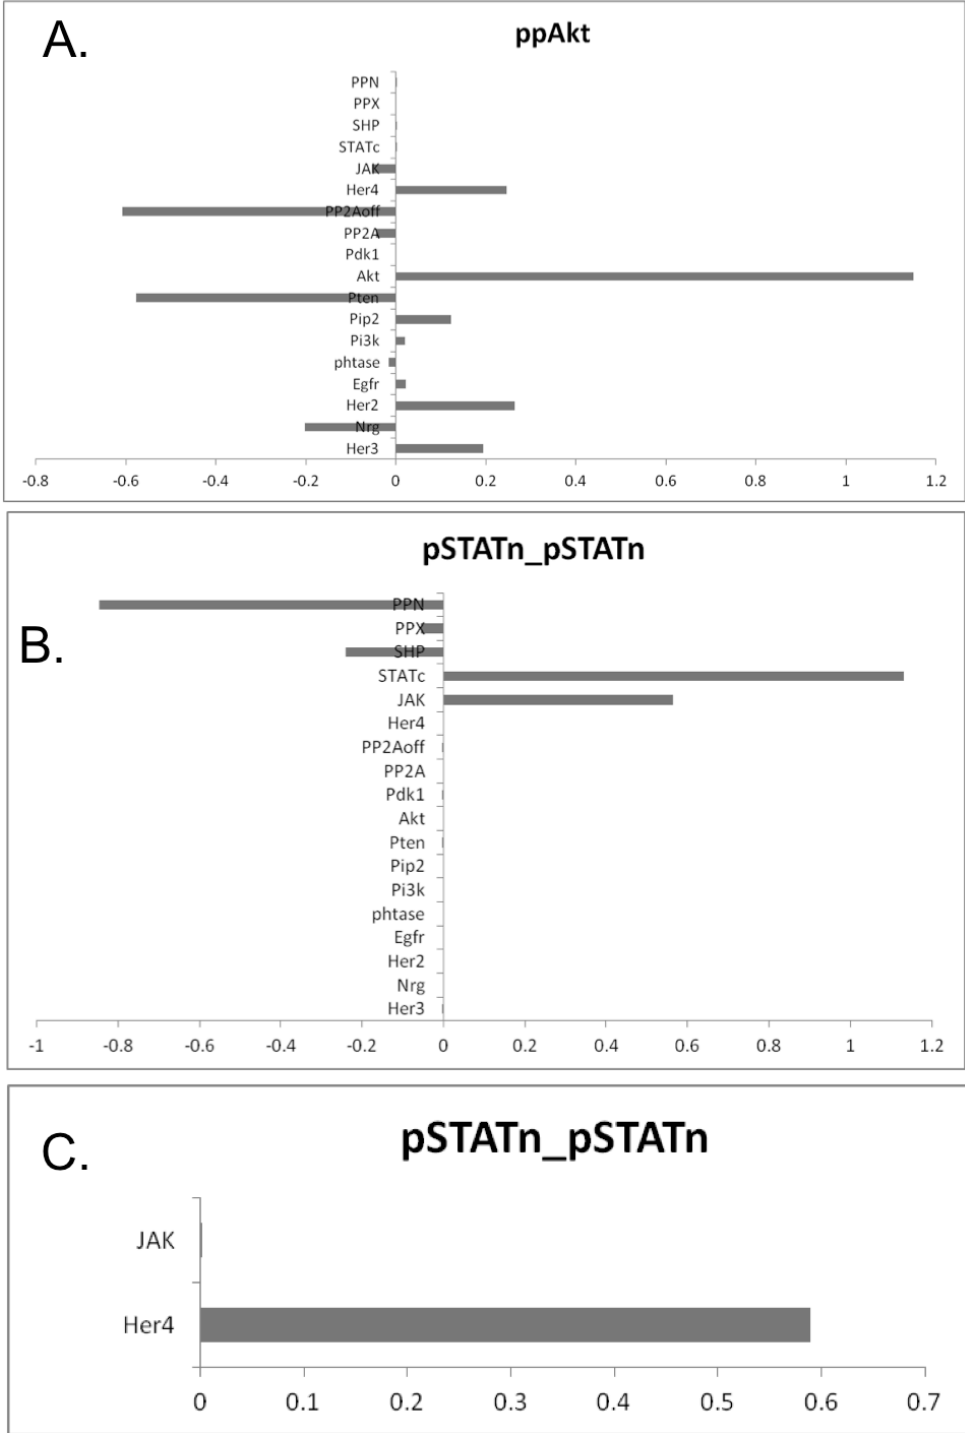 A.
ppAkt
PPN
PPX
SHP
STATc
JAK
Her4
PP2Aoff
PP2A
Pdk1
Akt
Pten
Pip2
Pi3k
phtase
Egfr
Her2
Nrg
Her3
-0.8 -0.6 -0.4 -0.2 0 0.2 0.4 0.6 0.8 1 1.2
B.
pSTATn_pSTATn
PPN
PPX
SHP
STATc
JAK
Her4
PP2Aoff
PP2A
Pdk1
Akt
Pten
Pip2
Pi3k
phtase
Egfr
Her2
Nrg
Her3
-1 -0.8 -0.6 -0.4 -0.2 0 0.2 0.4 0.6 0.8 1 1.2
C.
pSTATn_pSTATn
JAK
Her4
0 0.1 0.2 0.3 0.4 0.5 0.6 0.7